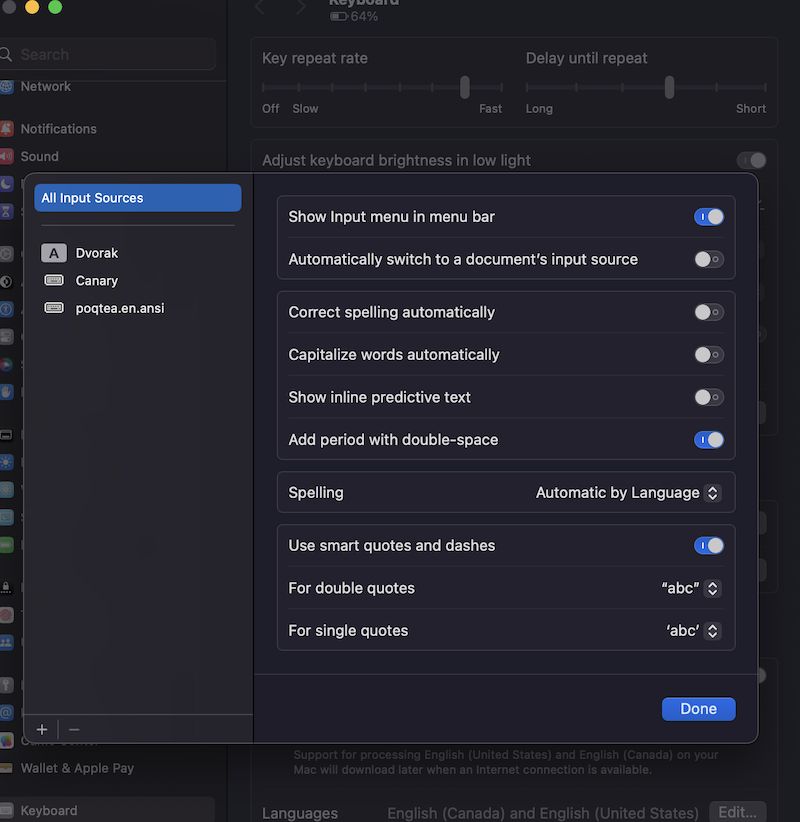 Keyboard
64%
Search
Network
Notifications
Sound
Key repeat rate
Delay until repeat
Off Slow Fast
Long Short
Adjust keyboard brightness in low light
All Input Sources
A Dvorak
Canary
poqtea.en.ansi
Show Input menu in menu bar
Automatically switch to a document’s input source
Correct spelling automatically
Capitalize words automatically
Show inline predictive text
Add period with double-space
Spelling Automatic by Language
Use smart quotes and dashes
For double quotes “abc”
For single quotes ‘abc’
+ −
Done
Wallet & Apple Pay
Keyboard
Support for processing English (United States) and English (Canada) on your
Mac will download later when an Internet connection is available.
Languages English (Canada) and English (United States) Edit...